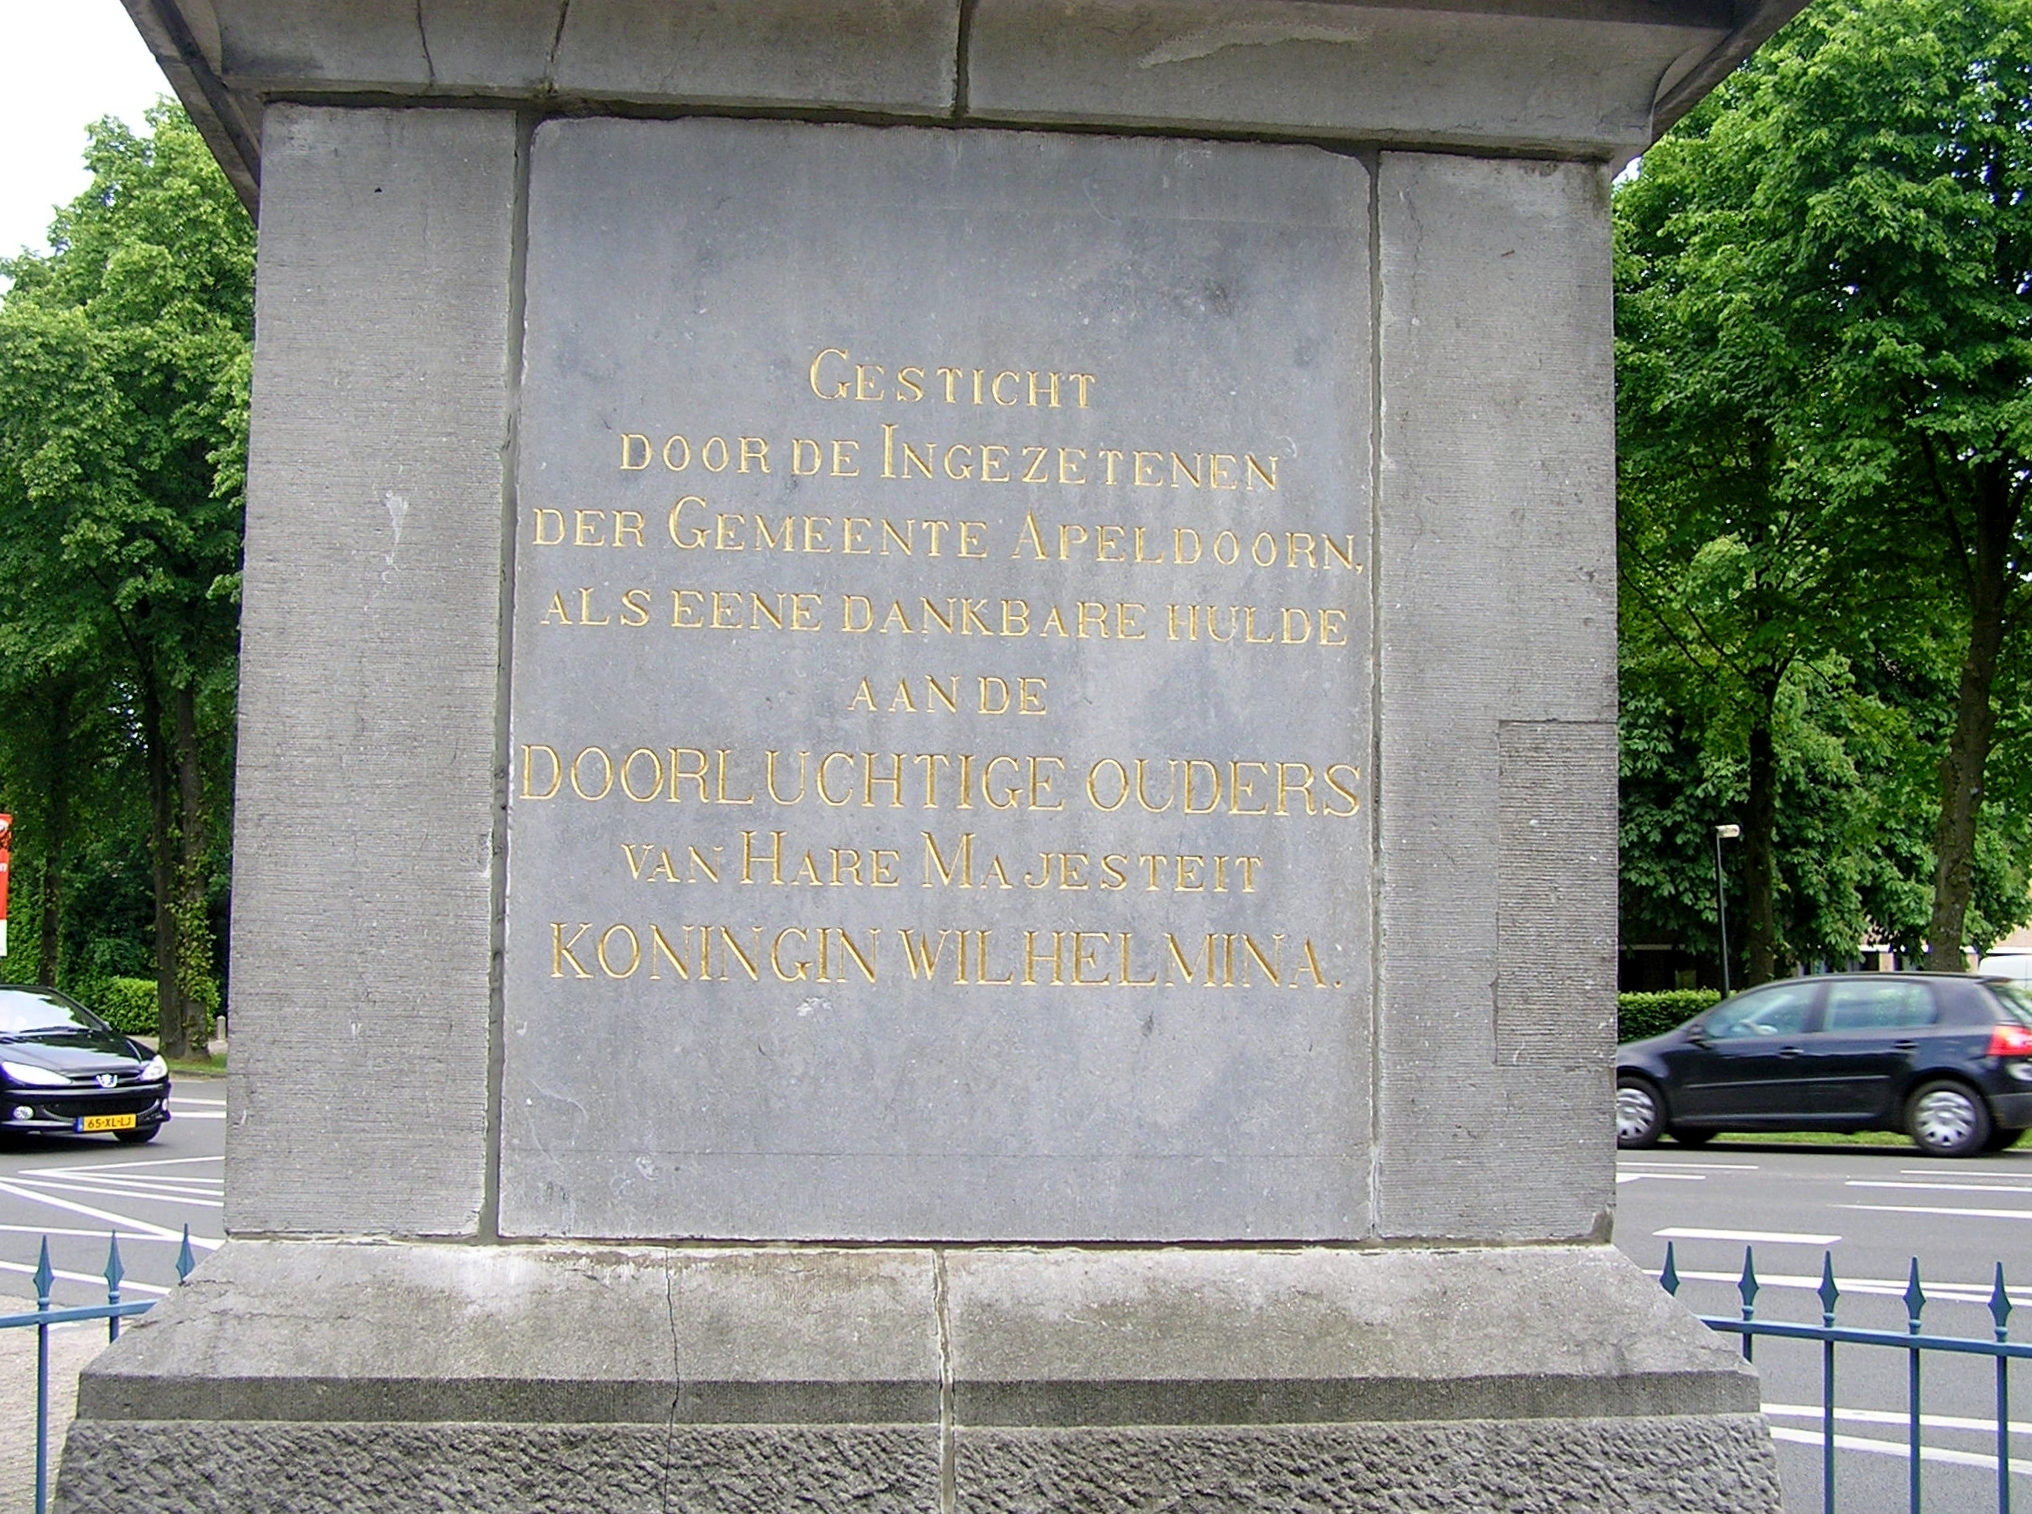 GESTICHT
DOOR DE INGEZETENEN
DER GEMEENTE APELDOORN,
ALS EENE DANKBARE HULDE
AAN DE
DOORLUCHTIGE OUDERS
VAN HARE MAJESTEIT
KONINGIN WILHELMINA.
65-XL-LJ